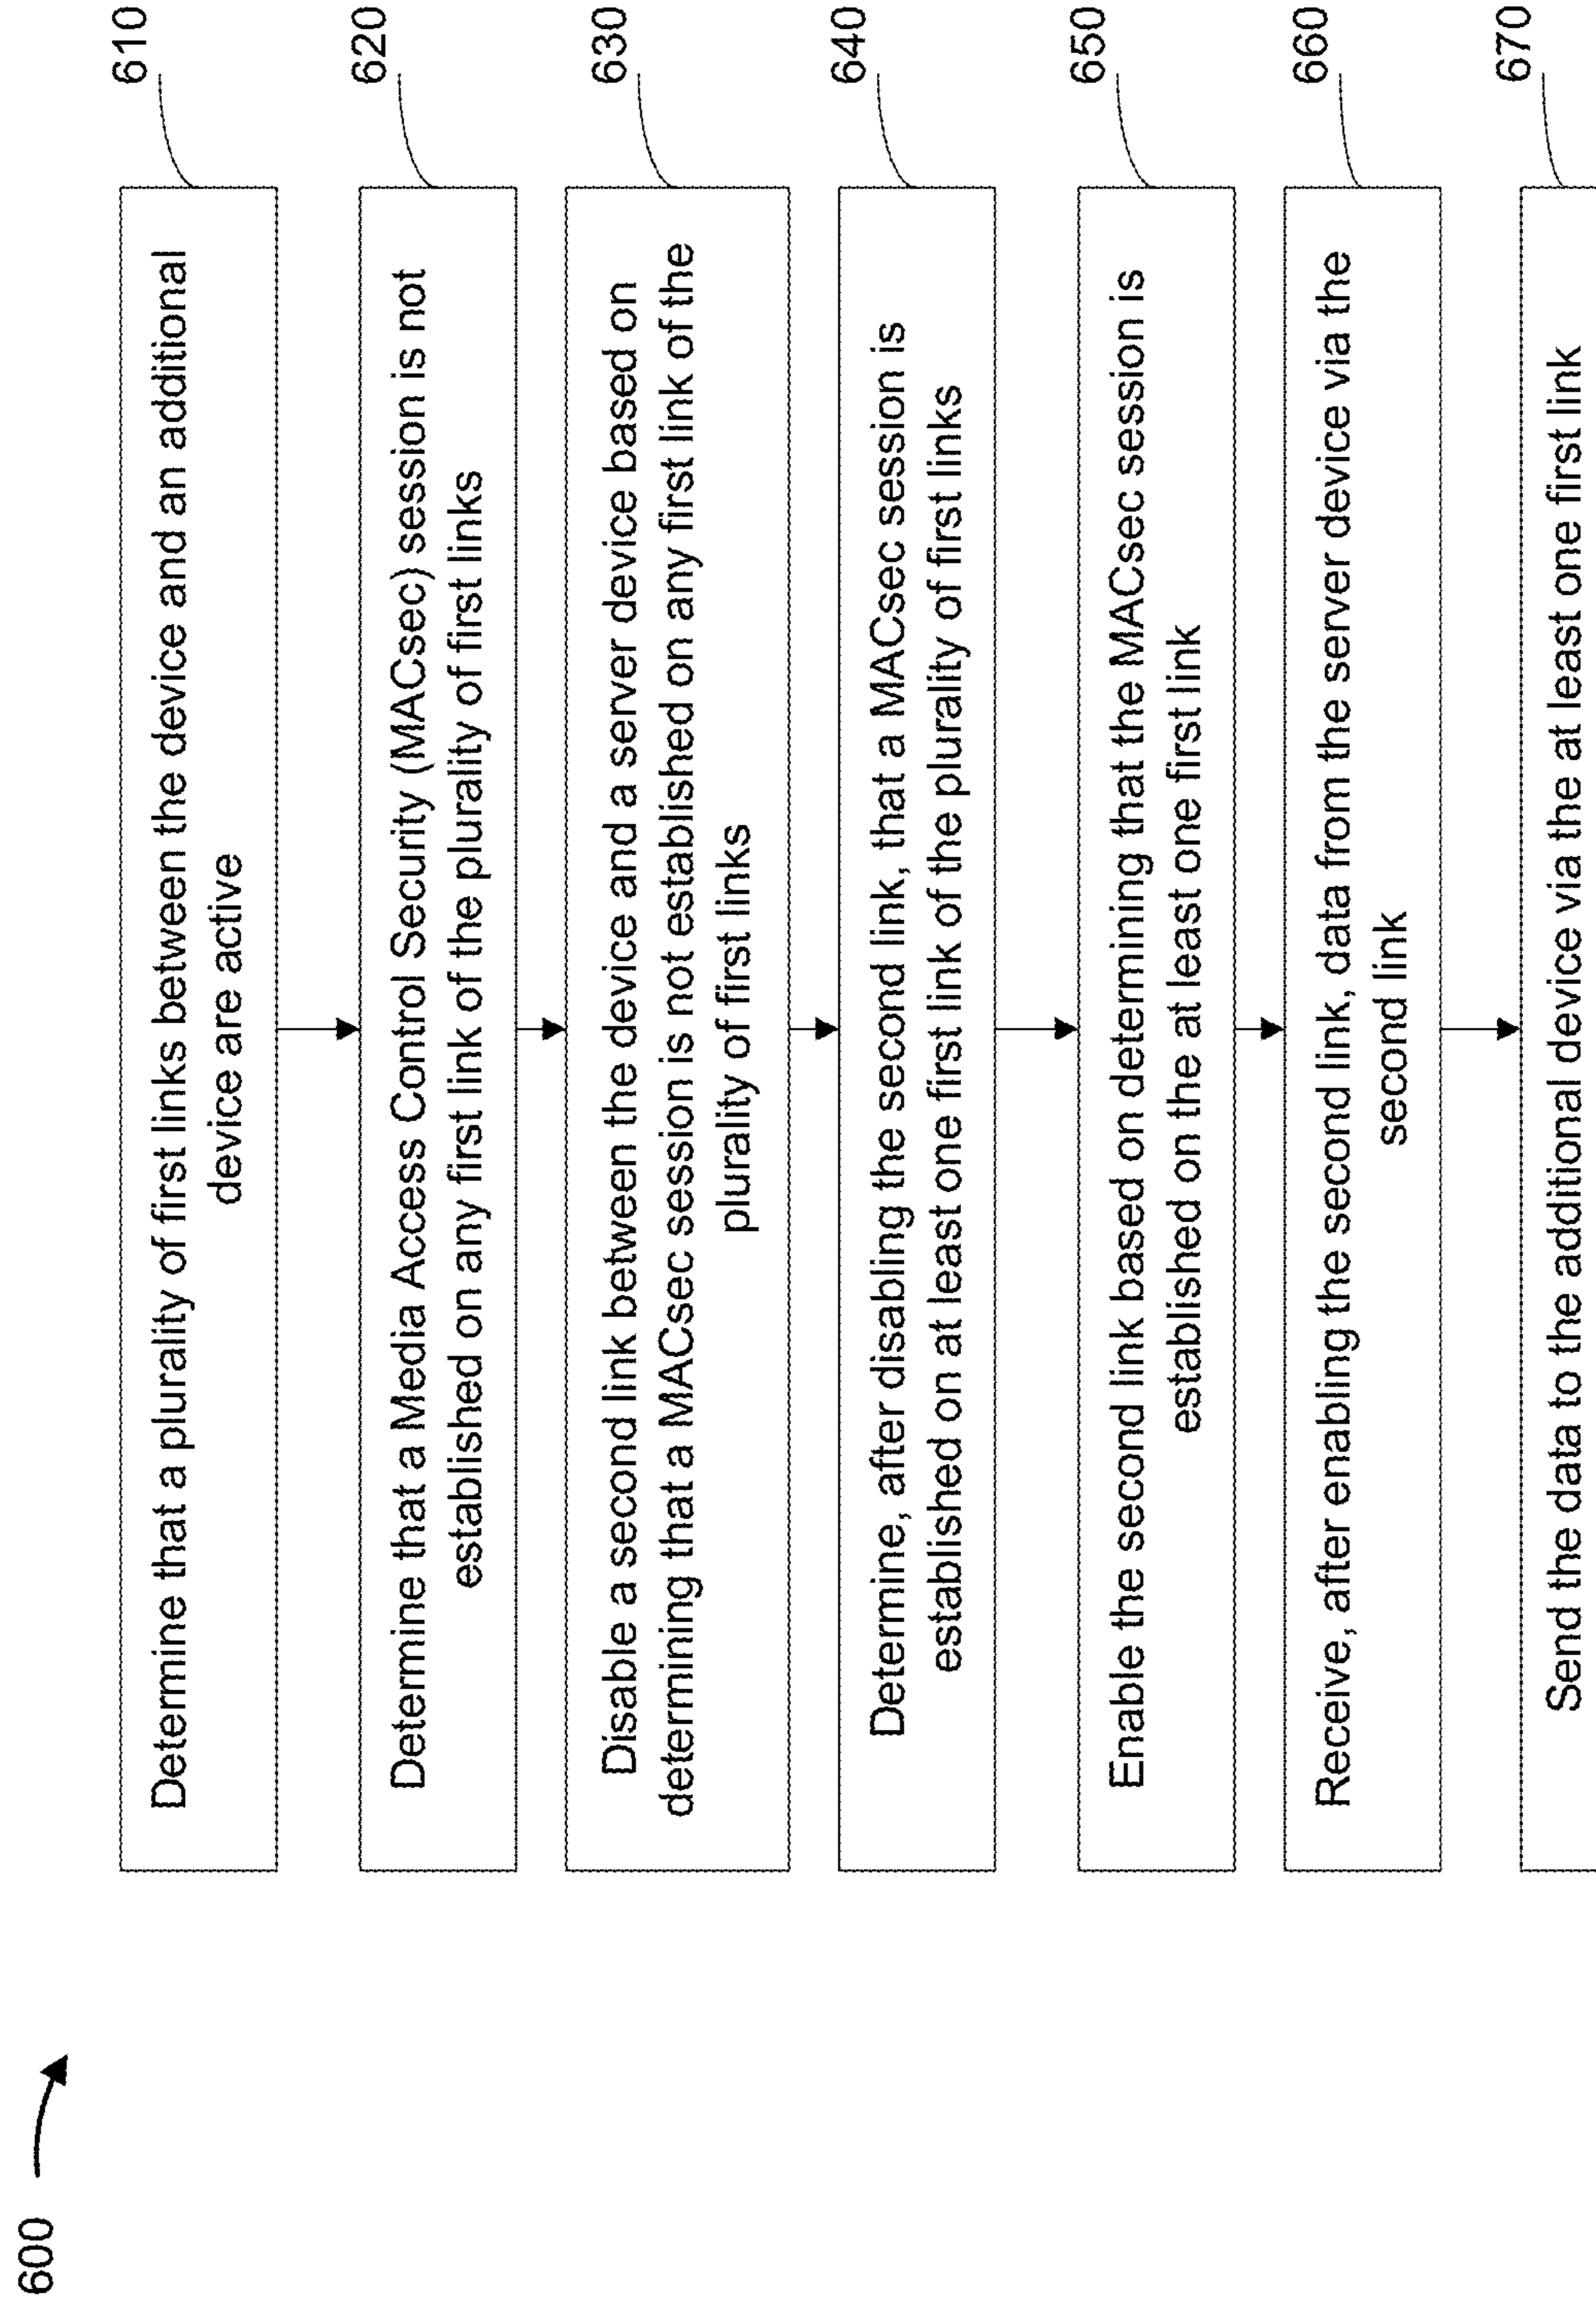 600
610
Determine that a plurality of first links between the device and an additional
device are active
620
Determine that a Media Access Control Security (MACsec) session is not
established on any first link of the plurality of first links
630
Disable a second link between the device and a server device based on
determining that a MACsec session is not established on any first link of the
plurality of first links
640
Determine, after disabling the second link, that a MACsec session is
established on at least one first link of the plurality of first links
650
Enable the second link based on determining that the MACsec session is
established on the at least one first link
660
Receive, after enabling the second link, data from the server device via the
second link
670
Send the data to the additional device via the at least one first link